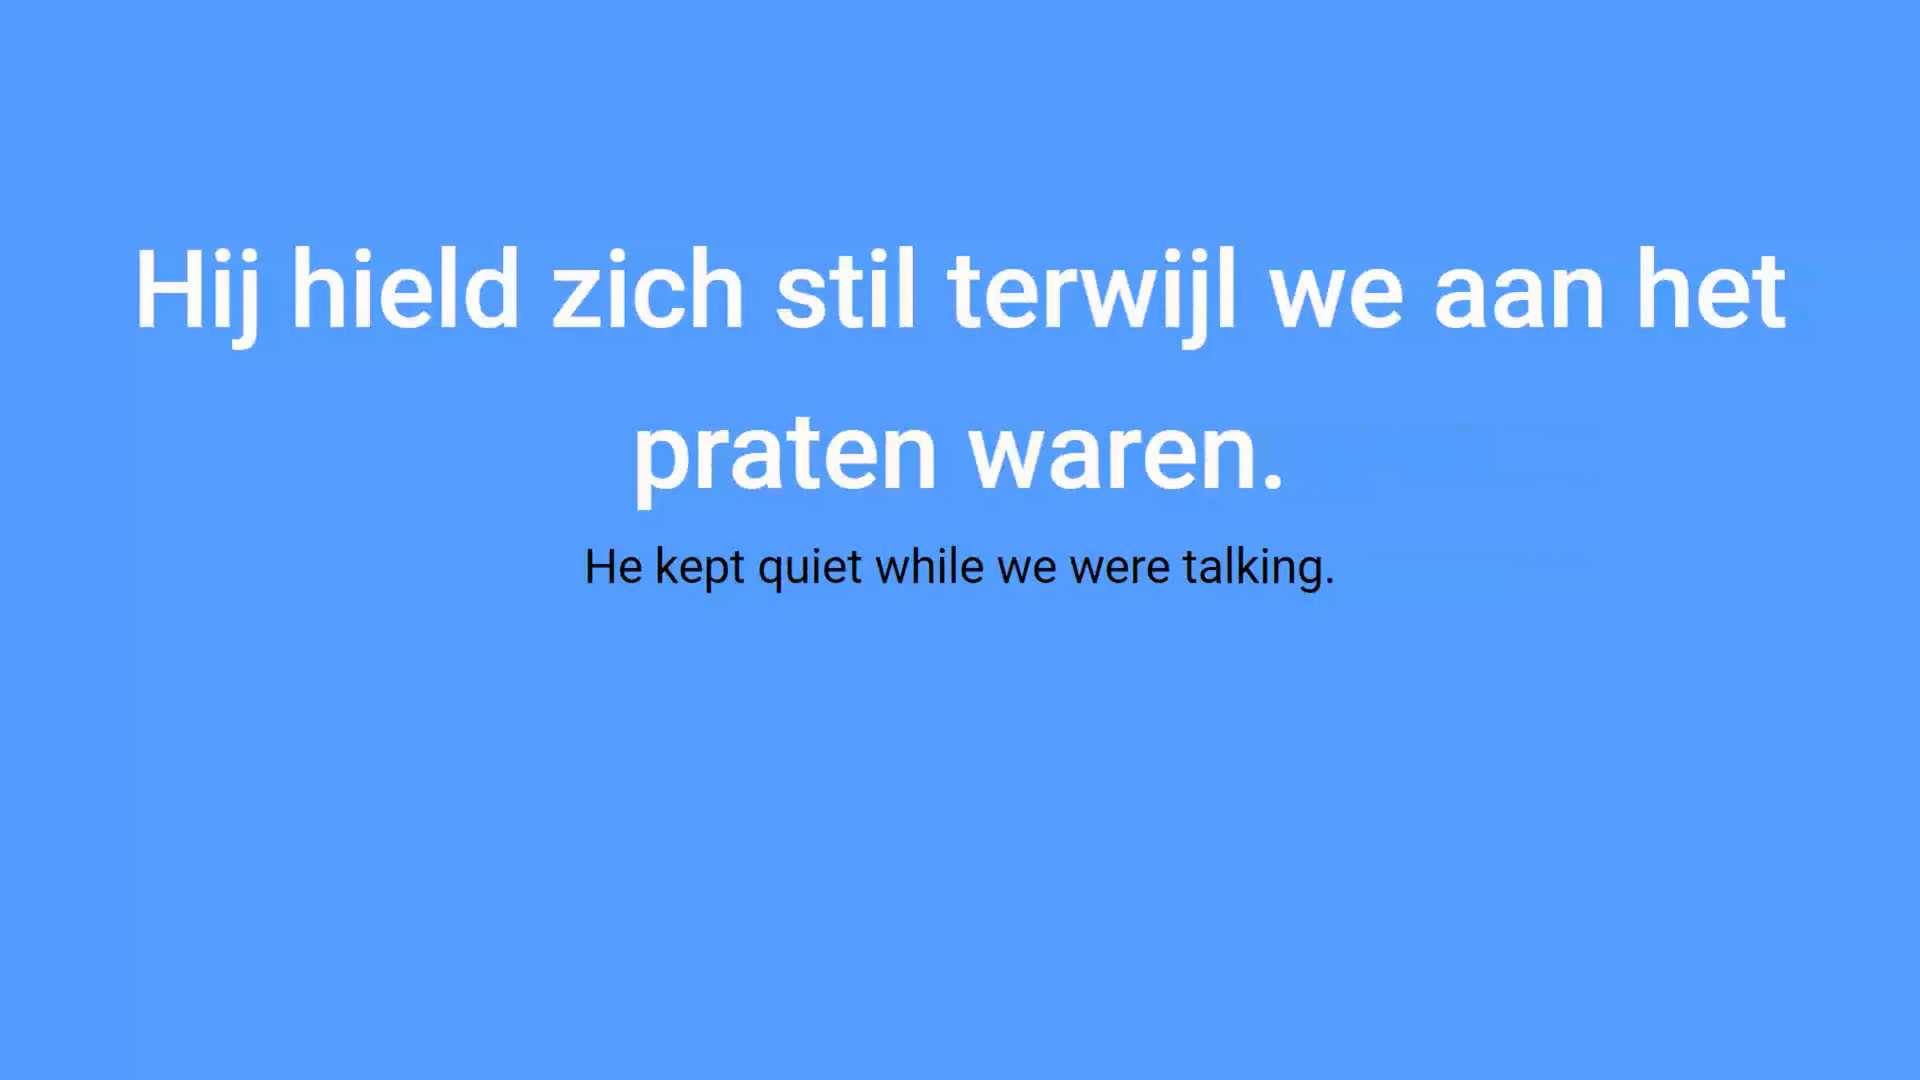 Hij hield zich stil terwijl we aan het
praten waren.
He kept quiet while we were talking.